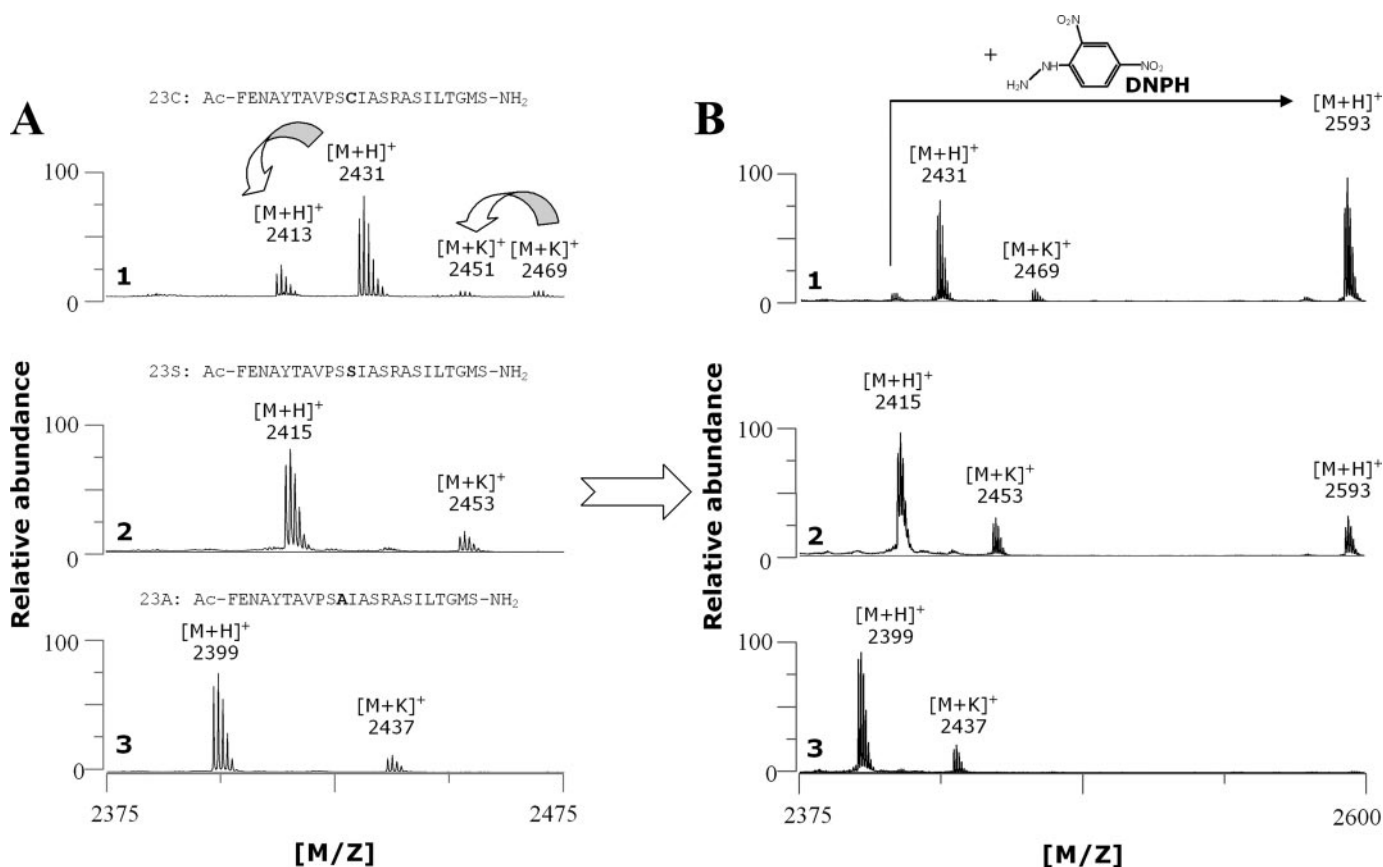 A
23C: Ac-FENAYTAVPSCIASRASILTGMS-NH2
[M+H]+
2431
[M+H]+
2413
[M+K]+
2451
[M+K]+
2469
100
0
1
23S: Ac-FENAYTAVPSSIASRASILTGMS-NH2
[M+H]+
2415
[M+K]+
2453
100
0
2
23A: Ac-FENAYTAVPSAIASRASILTGMS-NH2
[M+H]+
2399
[M+K]+
2437
100
0
3
Relative abundance
2375
2475
[M/Z]
B
+
O2N
NO2
NH
H2N
DNPH
[M+H]+
2593
[M+H]+
2431
[M+K]+
2469
100
0
1
[M+H]+
2415
[M+K]+
2453
[M+H]+
2593
100
0
2
[M+H]+
2399
[M+K]+
2437
100
0
3
Relative abundance
2375
2600
[M/Z]